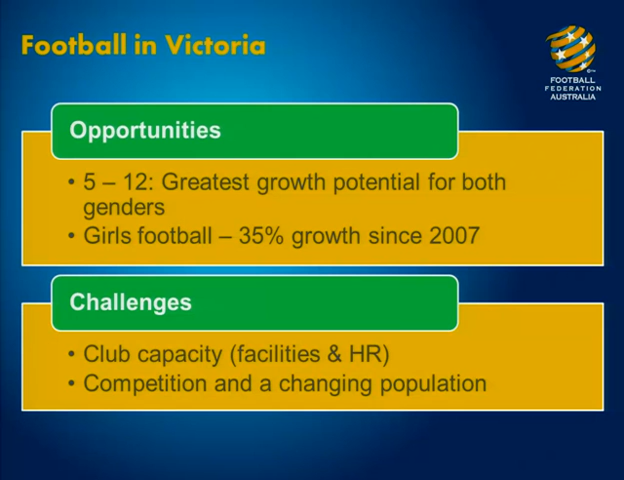 Football in Victoria
FOOTBALL
FEDERATION
AUSTRALIA
Opportunities
• 5 – 12: Greatest growth potential for both
genders
• Girls football – 35% growth since 2007
Challenges
• Club capacity (facilities & HR)
• Competition and a changing population